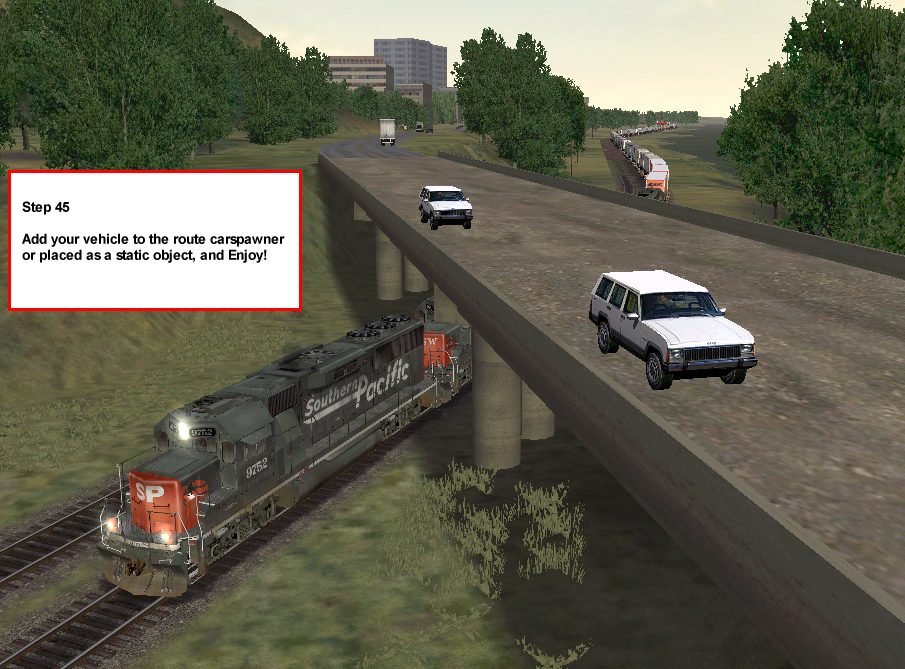 Step 45
Add your vehicle to the route carspawner
or placed as a static object, and Enjoy!
Southern
Pacific
9752
9752
SP